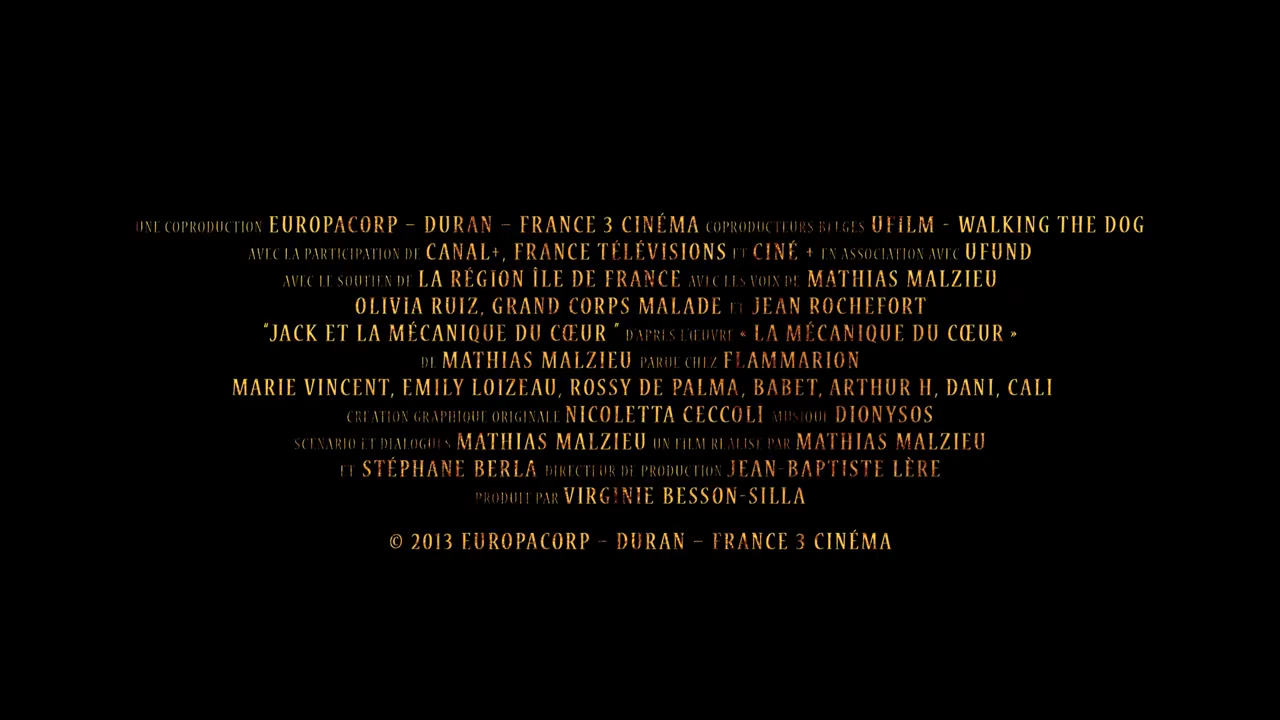 UNE COPRODUCTION EUROPACORP – DURAN – FRANCE 3 CINÉMA COPRODUCTEURS BELGES UFILM - WALKING THE DOG
AVEC LA PARTICIPATION DE CANAL+, FRANCE TÉLÉVISIONS ET CINÉ + EN ASSOCIATION AVEC UFUND
AVEC LE SOUTIEN DE LA RÉGION ÎLE DE FRANCE AVEC LES VOIX DE MATHIAS MALZIEU
OLIVIA RUIZ, GRAND CORPS MALADE ET JEAN ROCHEFORT
"JACK ET LA MÉCANIQUE DU CŒUR " D'APRÈS L'ŒUVRE « LA MÉCANIQUE DU CŒUR »
DE MATHIAS MALZIEU PARUE CHEZ FLAMMARION
MARIE VINCENT, EMILY LOIZEAU, ROSSY DE PALMA, BABET, ARTHUR H, DANI, CALI
CRÉATION GRAPHIQUE ORIGINALE NICOLETTA CECCOLI MUSIQUE DIONYSOS
SCÉNARIO ET DIALOGUES MATHIAS MALZIEU UN FILM RÉALISÉ PAR MATHIAS MALZIEU
ET STÉPHANE BERLA DIRECTEUR DE PRODUCTION JEAN-BAPTISTE LÈRE
PRODUIT PAR VIRGINIE BESSON-SILLA
© 2013 EUROPACORP – DURAN – FRANCE 3 CINÉMA